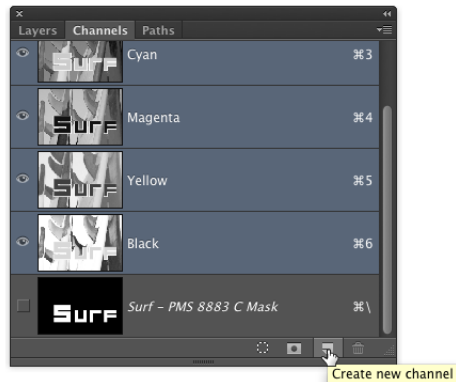 Layers Channels Paths
Surf Cyan ⌘3
Surf Magenta ⌘4
Surf Yellow ⌘5
Surf Black ⌘6
Surf Surf – PMS 8883 C Mask ⌘\
Create new channel